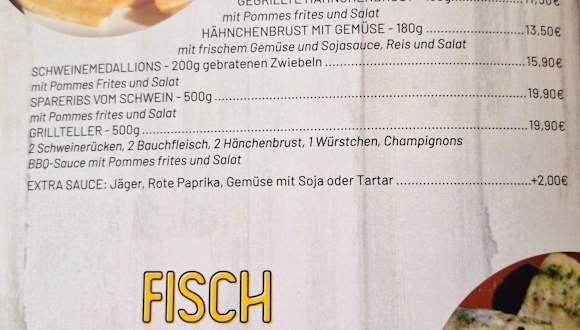 mit Pommes frites und Salat
HÄHNCHENBRUST MIT GEMÜSE - 180g ..........13,50€
mit frischem Gemüse und Sojasauce, Reis und Salat
SCHWEINEMEDALLIONS - 200g gebratenen Zwiebeln ..........15,90€
mit Pommes Frites und Salat
SPARERIBS VOM SCHWEIN - 500g ..........19,90€
mit Pommes frites und Salat
GRILLTELLER - 500g ..........19,90€
2 Schweinerücken, 2 Bauchfleisch, 2 Hänchenbrust, 1 Würstchen, Champignons
BBQ-Sauce mit Pommes frites und Salat
EXTRA SAUCE: Jäger, Rote Paprika, Gemüse mit Soja oder Tartar ..........+2,00€
FISCH